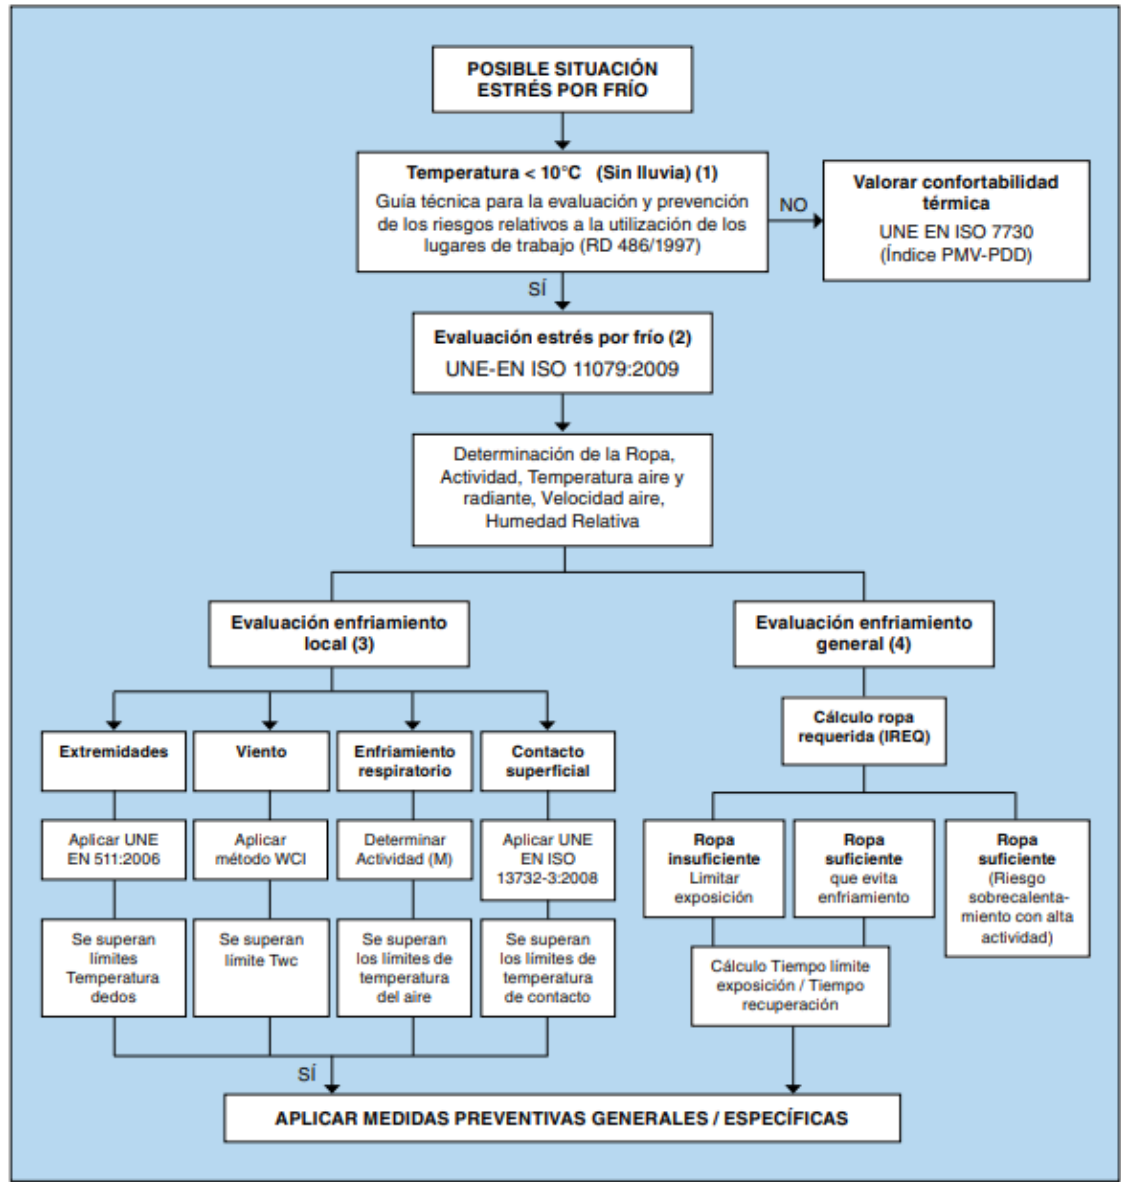 POSIBLE SITUACIÓN
ESTRÉS POR FRÍO
Temperatura < 10°C (Sin lluvia) (1)
Guía técnica para la evaluación y prevención
de los riesgos relativos a la utilización de los
lugares de trabajo (RD 486/1997)
NO
Valorar confortabilidad
térmica
UNE EN ISO 7730
(Índice PMV-PDD)
SÍ
Evaluación estrés por frío (2)
UNE-EN ISO 11079:2009
Determinación de la Ropa,
Actividad, Temperatura aire y
radiante, Velocidad aire,
Humedad Relativa
Evaluación enfriamiento
local (3)
Evaluación enfriamiento
general (4)
Extremidades
Viento
Enfriamiento
respiratorio
Contacto
superficial
Cálculo ropa
requerida (IREQ)
Aplicar UNE
EN 511:2006
Aplicar
método WCI
Determinar
Actividad (M)
Aplicar UNE
EN ISO
13732-3:2008
Ropa
insuficiente
Limitar
exposición
Ropa
suficiente
que evita
enfriamiento
Ropa
suficiente
(Riesgo
sobrecalenta-
miento con alta
actividad)
Se superan
límites
Temperatura
dedos
Se superan
límite Twc
Se superan
los límites de
temperatura
del aire
Se superan
los límites de
temperatura
de contacto
Cálculo Tiempo límite
exposición / Tiempo
recuperación
SÍ
APLICAR MEDIDAS PREVENTIVAS GENERALES / ESPECÍFICAS